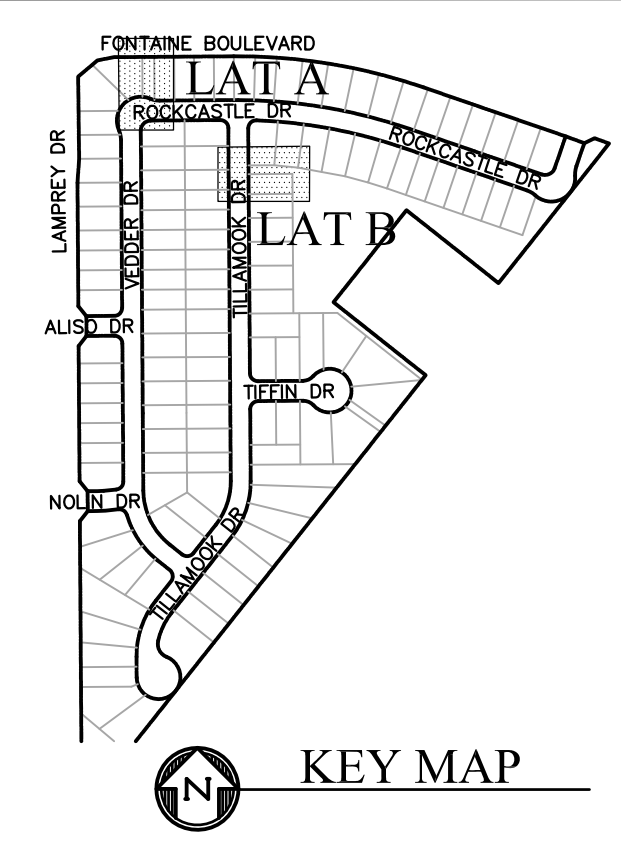 FONTAINE BOULEVARD
LAT A
ROCKCASTLE DR
ROCKCASTLE DR
LAMPREY DR
VEDDER DR
TILLAMOOK DR
LAT B
ALISO DR
TIFFIN DR
NOLIN DR
TILLAMOOK DR
KEY MAP
N